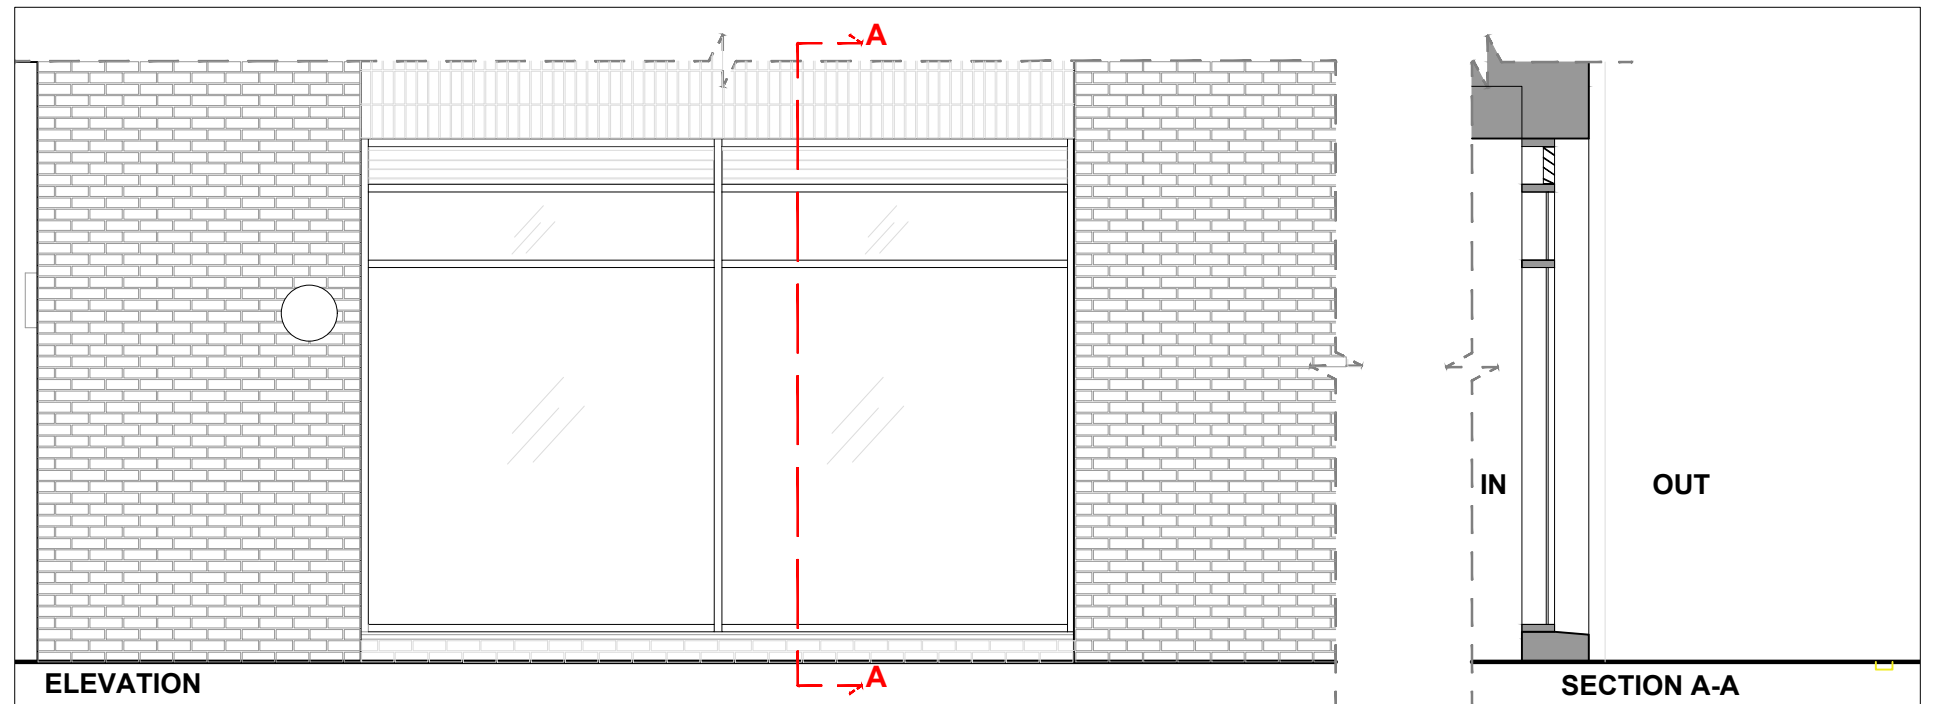 A
IN
OUT
A
ELEVATION
SECTION A-A